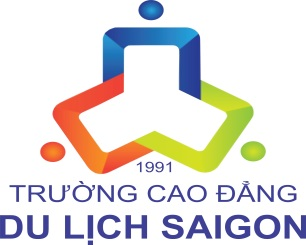 1991
TRƯỜNG CAO ĐẲNG
DU LỊCH SAIGON